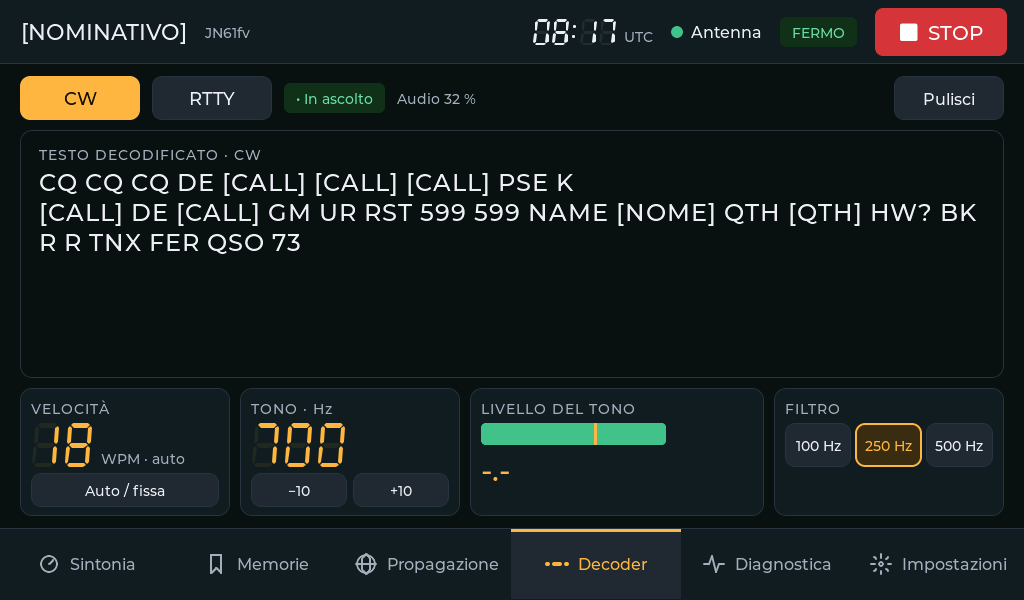 [NOMINATIVO] JN61fv 08:17 UTC Antenna FERMO STOP
CW RTTY • In ascolto Audio 32 % Pulisci
TESTO DECODIFICATO · CW
CQ CQ CQ DE [CALL] [CALL] [CALL] PSE K
[CALL] DE [CALL] GM UR RST 599 599 NAME [NOME] QTH [QTH] HW? BK
R R TNX FER QSO 73
VELOCITÀ
18 WPM · auto
Auto / fissa
TONO · Hz
700
−10 +10
LIVELLO DEL TONO
-.-
FILTRO
100 Hz 250 Hz 500 Hz
Sintonia Memorie Propagazione Decoder Diagnostica Impostazioni